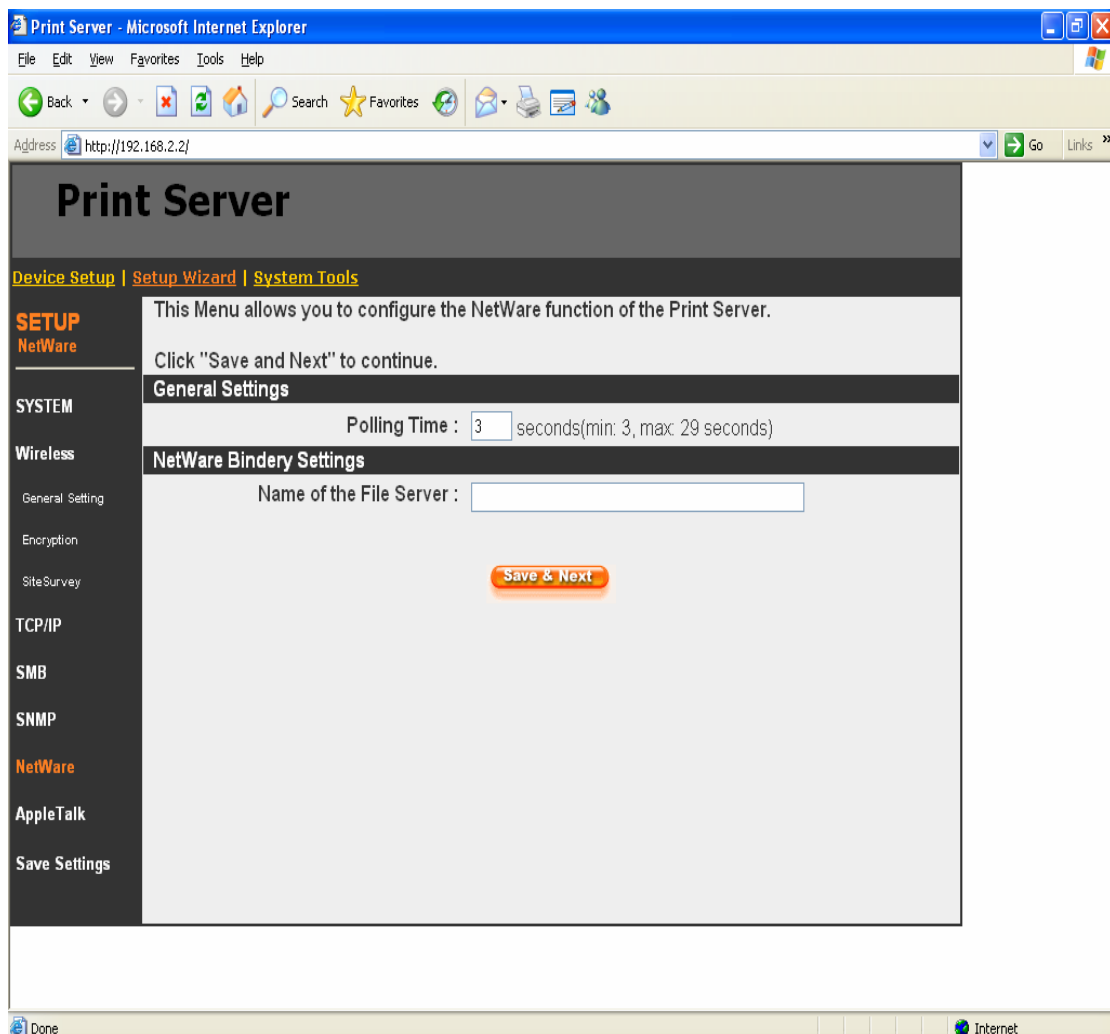 Print Server - Microsoft Internet Explorer
File Edit View Favorites Tools Help
Back Search Favorites
Address http://192.168.2.2/ Go Links »
Print Server
Device Setup | Setup Wizard | System Tools
SETUP
NetWare
SYSTEM
Wireless
General Setting
Encryption
SiteSurvey
TCP/IP
SMB
SNMP
NetWare
AppleTalk
Save Settings
This Menu allows you to configure the NetWare function of the Print Server.
Click "Save and Next" to continue.
General Settings
Polling Time : 3 seconds(min: 3, max: 29 seconds)
NetWare Bindery Settings
Name of the File Server :
Save & Next
Done Internet